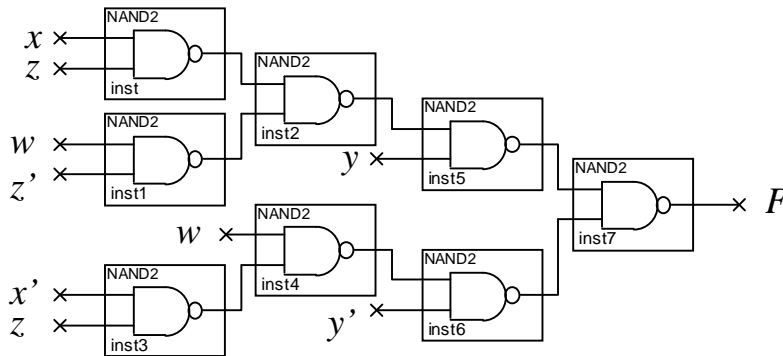 NAND2
x
z
inst
NAND2
inst2
NAND2
w
z'
inst1
NAND2
y
inst5
NAND2
F
inst7
NAND2
w
inst4
NAND2
x'
z
inst3
NAND2
y'
inst6